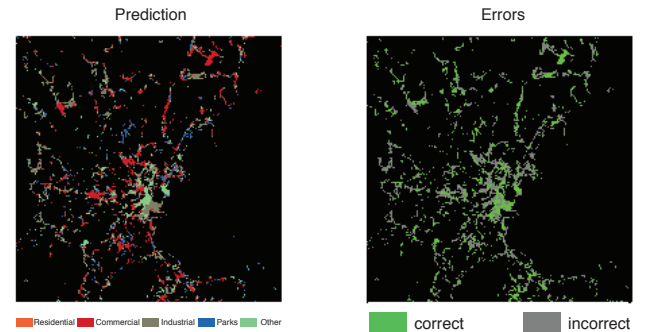 Prediction
Errors
Residential Commercial Industrial Parks Other
correct incorrect